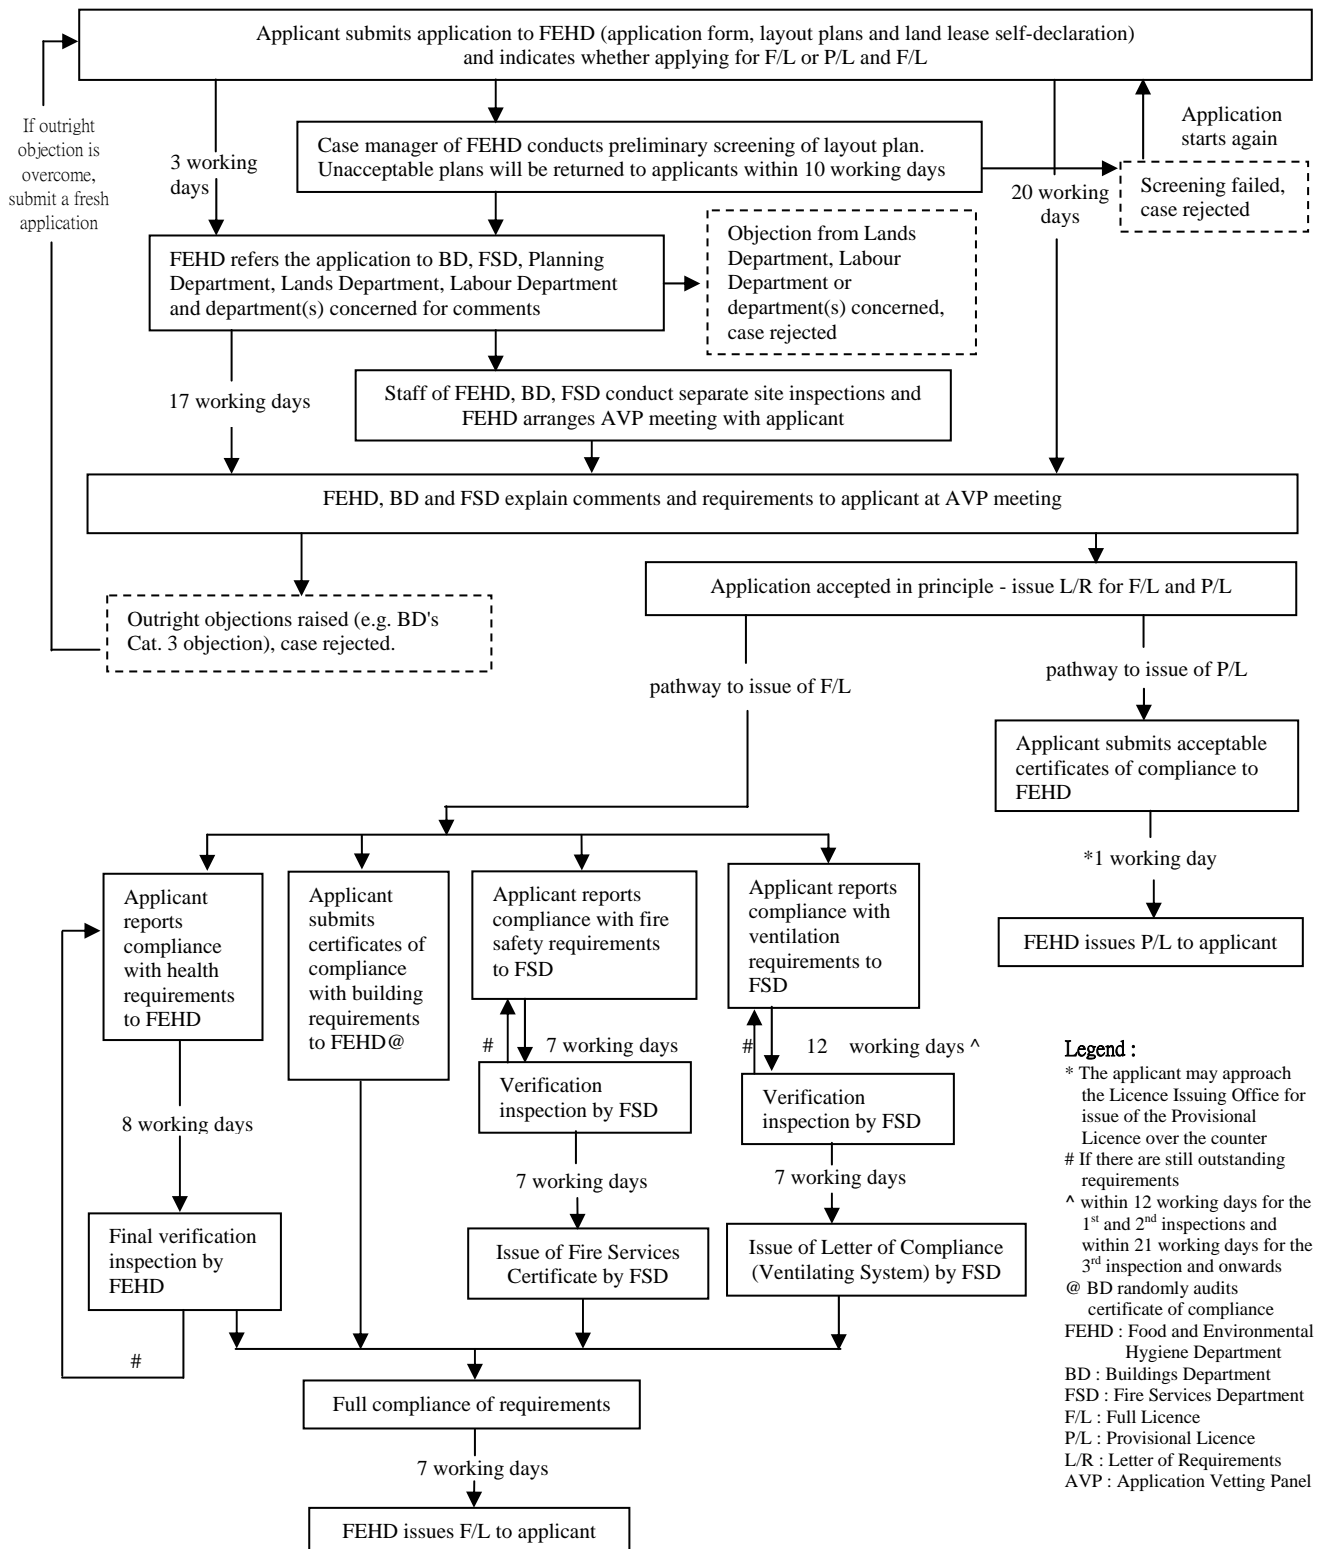 Applicant submits application to FEHD (application form, layout plans and land lease self-declaration)
and indicates whether applying for F/L or P/L and F/L
If outright
objection is
overcome,
submit a fresh
application
3 working
days
Case manager of FEHD conducts preliminary screening of layout plan.
Unacceptable plans will be returned to applicants within 10 working days
20 working
days
Application
starts again
Screening failed,
case rejected
FEHD refers the application to BD, FSD, Planning
Department, Lands Department, Labour Department
and department(s) concerned for comments
Objection from Lands
Department, Labour
Department or
department(s) concerned,
case rejected
17 working days
Staff of FEHD, BD, FSD conduct separate site inspections and
FEHD arranges AVP meeting with applicant
FEHD, BD and FSD explain comments and requirements to applicant at AVP meeting
Outright objections raised (e.g. BD's
Cat. 3 objection), case rejected.
Application accepted in principle - issue L/R for F/L and P/L
pathway to issue of F/L
pathway to issue of P/L
Applicant submits acceptable
certificates of compliance to
FEHD
*1 working day
FEHD issues P/L to applicant
Applicant
reports
compliance
with health
requirements
to FEHD
Applicant
submits
certificates of
compliance
with building
requirements
to FEHD@
Applicant reports
compliance with fire
safety requirements
to FSD
Applicant reports
compliance with
ventilation
requirements to
FSD
# 7 working days
# 12 working days ^
8 working days
Verification
inspection by FSD
Verification
inspection by FSD
7 working days
7 working days
Final verification
inspection by
FEHD
Issue of Fire Services
Certificate by FSD
Issue of Letter of Compliance
(Ventilating System) by FSD
#
Full compliance of requirements
7 working days
FEHD issues F/L to applicant
Legend :
* The applicant may approach
the Licence Issuing Office for
issue of the Provisional
Licence over the counter
# If there are still outstanding
requirements
^ within 12 working days for the
1st and 2nd inspections and
within 21 working days for the
3rd inspection and onwards
@ BD randomly audits
certificate of compliance
FEHD : Food and Environmental
Hygiene Department
BD : Buildings Department
FSD : Fire Services Department
F/L : Full Licence
P/L : Provisional Licence
L/R : Letter of Requirements
AVP : Application Vetting Panel